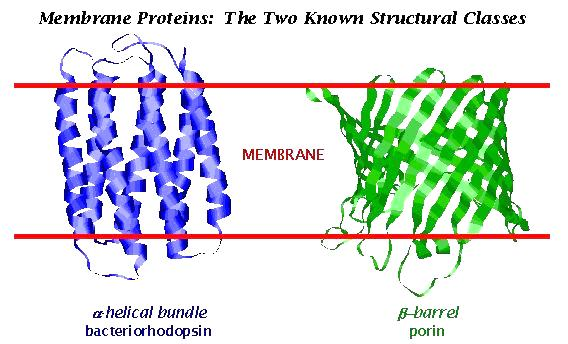 Membrane Proteins: The Two Known Structural Classes
MEMBRANE
α-helical bundle
bacteriorhodopsin
β-barrel
porin